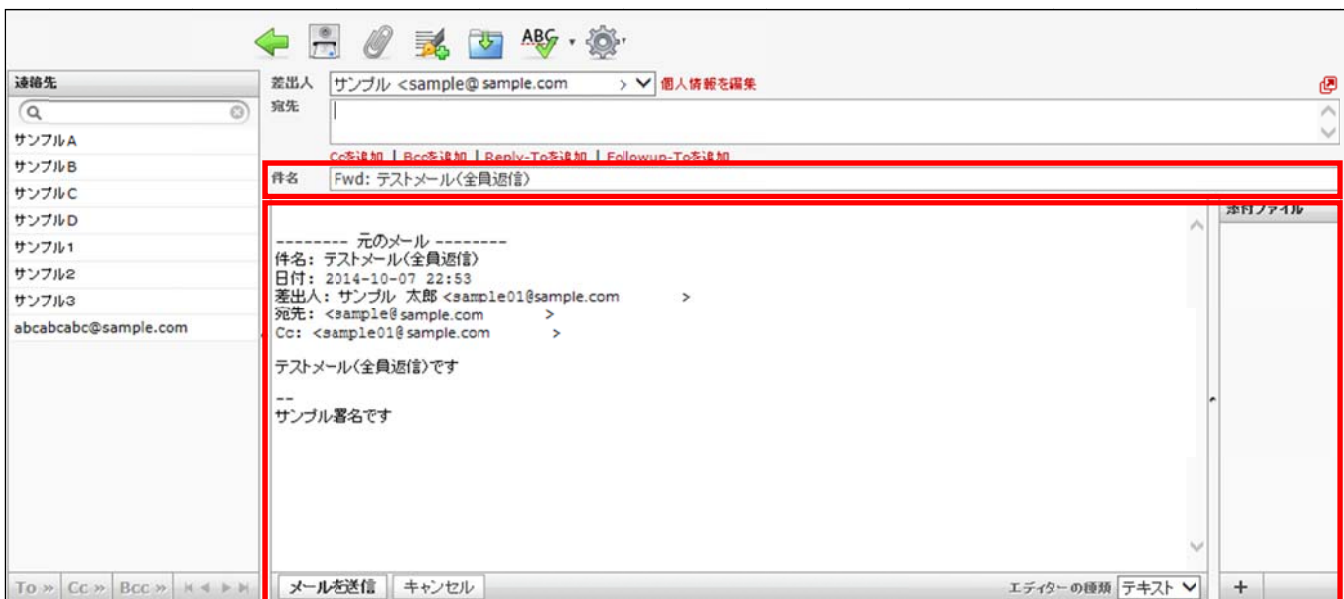 ABC
連絡先
サンプルA
サンプルB
サンプルC
サンプルD
サンプル1
サンプル2
サンプル3
abcabcabc@sample.com
To » Cc » Bcc »
差出人 サンプル <sample@sample.com > 個人情報を編集
宛先
Ccを追加 | Bccを追加 | Reply-Toを追加 | Followup-Toを追加
件名 Fwd: テストメール(全員返信)
-------- 元のメール --------
件名: テストメール(全員返信)
日付: 2014-10-07 22:53
差出人: サンプル 太郎 <sample01@sample.com >
宛先: <sample@sample.com >
Cc: <sample01@sample.com >
テストメール(全員返信)です
--
サンプル署名です
添付ファイル
メールを送信 キャンセル エディターの種類 テキスト +